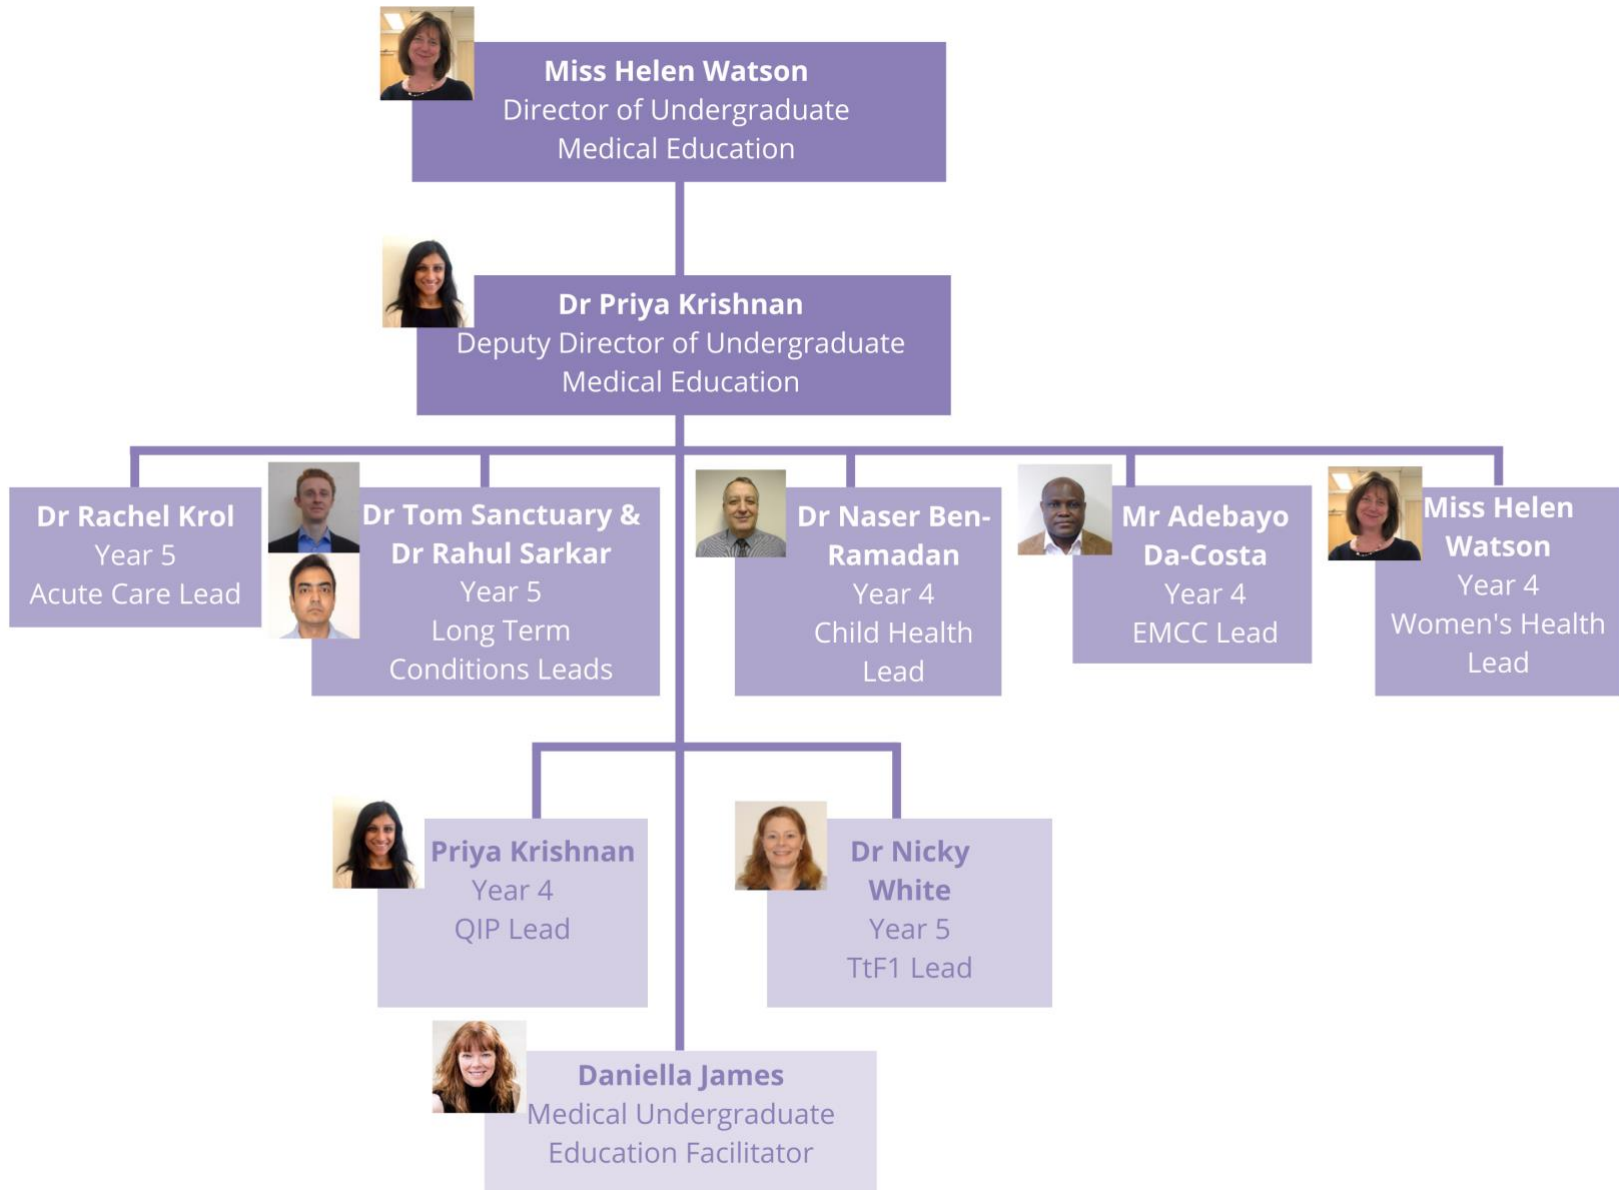 Miss Helen Watson
Director of Undergraduate
Medical Education
Dr Priya Krishnan
Deputy Director of Undergraduate
Medical Education
Dr Rachel Krol
Year 5
Acute Care Lead
Dr Tom Sanctuary &
Dr Rahul Sarkar
Year 5
Long Term
Conditions Leads
Dr Naser Ben-
Ramadan
Year 4
Child Health
Lead
Mr Adebayo
Da-Costa
Year 4
EMCC Lead
Miss Helen
Watson
Year 4
Women's Health
Lead
Priya Krishnan
Year 4
QIP Lead
Dr Nicky
White
Year 5
TtF1 Lead
Daniella James
Medical Undergraduate
Education Facilitator